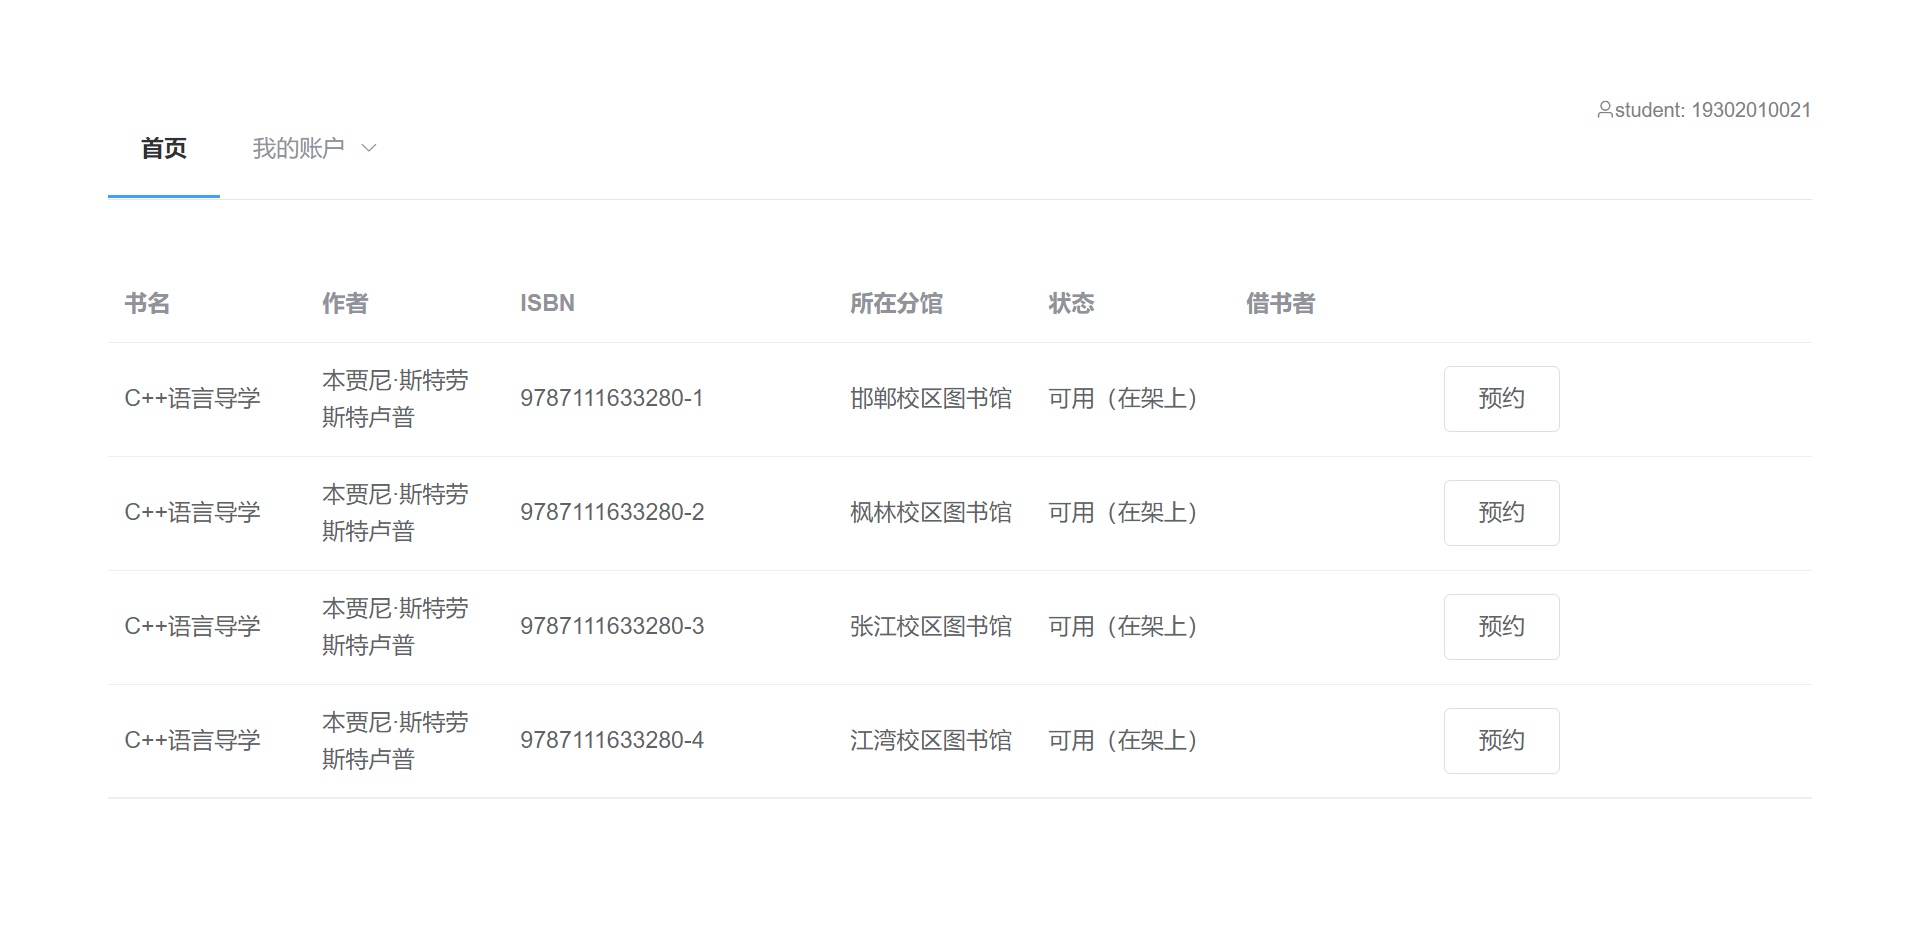 student: 19302010021
首页 我的账户
书名 作者 ISBN 所在分馆 状态 借书者
C++语言导学 本贾尼·斯特劳斯特卢普 9787111633280-1 邯郸校区图书馆 可用（在架上） 预约
C++语言导学 本贾尼·斯特劳斯特卢普 9787111633280-2 枫林校区图书馆 可用（在架上） 预约
C++语言导学 本贾尼·斯特劳斯特卢普 9787111633280-3 张江校区图书馆 可用（在架上） 预约
C++语言导学 本贾尼·斯特劳斯特卢普 9787111633280-4 江湾校区图书馆 可用（在架上） 预约